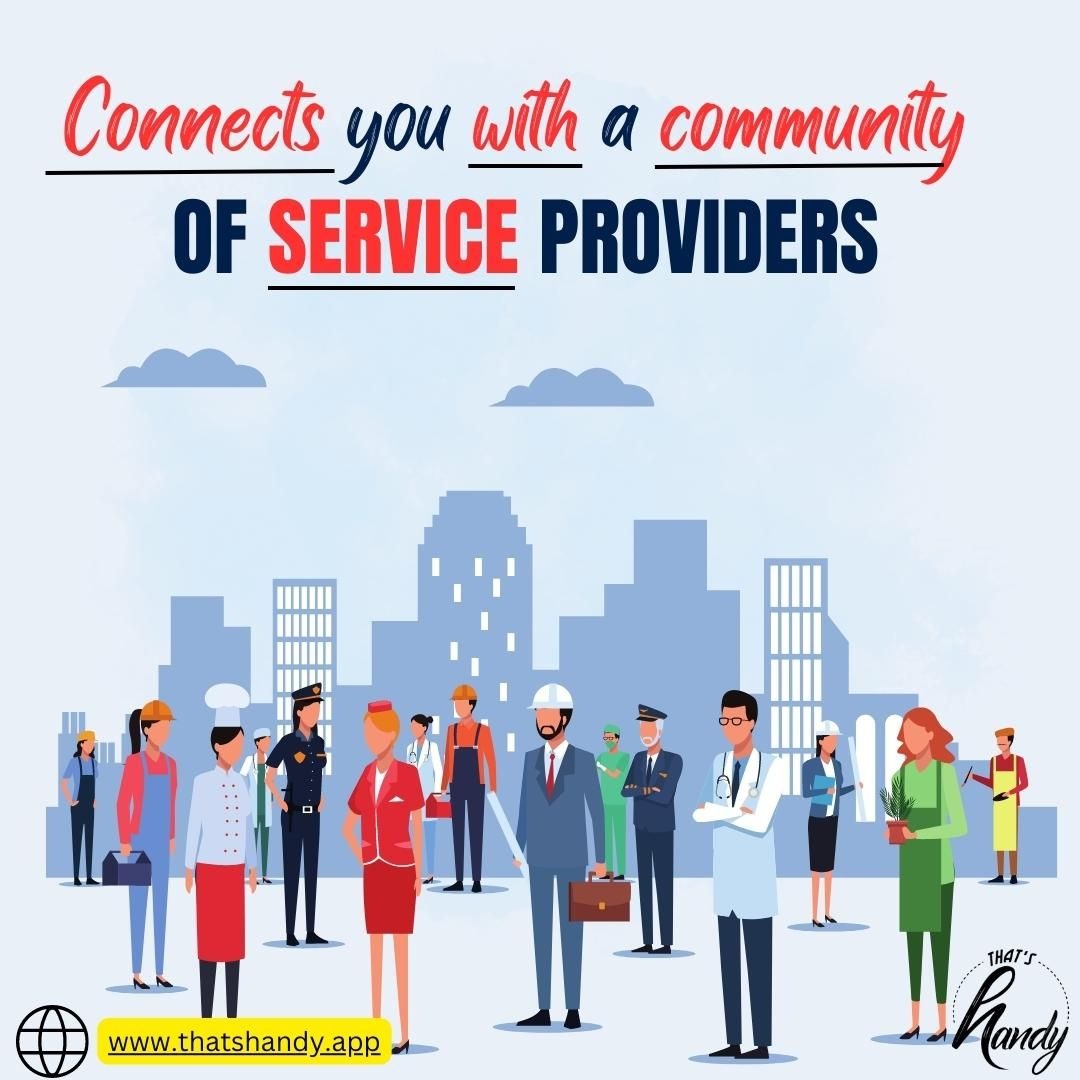 Connects you with a community
OF SERVICE PROVIDERS
www.thatshandy.app
THAT'S
handy